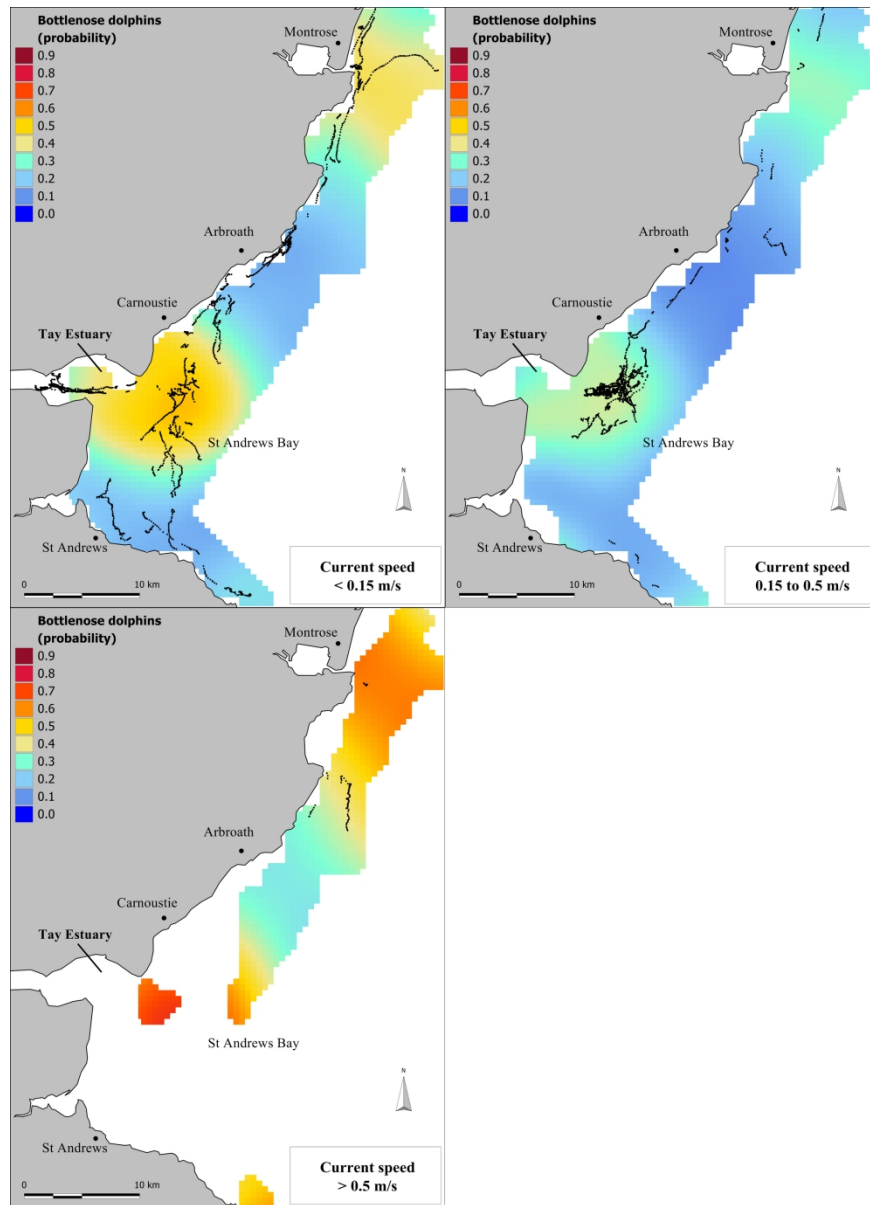 Bottlenose dolphins
(probability)
0.9
0.8
0.7
0.6
0.5
0.4
0.3
0.2
0.1
0.0
Montrose
Arbroath
Carnoustie
Tay Estuary
St Andrews Bay
St Andrews
N
0 10 km
Current speed
< 0.15 m/s
Bottlenose dolphins
(probability)
0.9
0.8
0.7
0.6
0.5
0.4
0.3
0.2
0.1
0.0
Montrose
Arbroath
Carnoustie
Tay Estuary
St Andrews Bay
St Andrews
N
0 10 km
Current speed
0.15 to 0.5 m/s
Bottlenose dolphins
(probability)
0.9
0.8
0.7
0.6
0.5
0.4
0.3
0.2
0.1
0.0
Montrose
Arbroath
Carnoustie
Tay Estuary
St Andrews Bay
St Andrews
N
0 10 km
Current speed
> 0.5 m/s